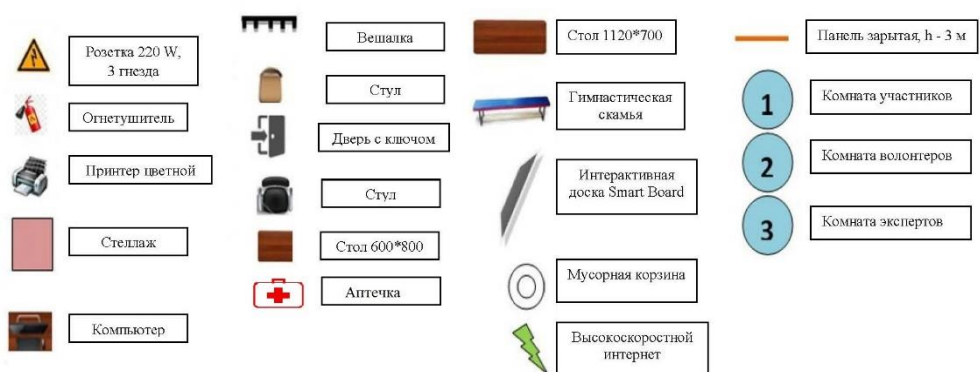 Розетка 220 W,
3 гнезда
Огнетушитель
Принтер цветной
Стеллаж
Компьютер
Вешалка
Стул
Дверь с ключом
Стул
Стол 600*800
Аптечка
Стол 1120*700
Гимнастическая
скамья
Интерактивная
доска Smart Board
Мусорная корзина
Высокоскоростной
интернет
Панель зарытая, h - 3 м
1
Комната участников
2
Комната волонтеров
3
Комната экспертов